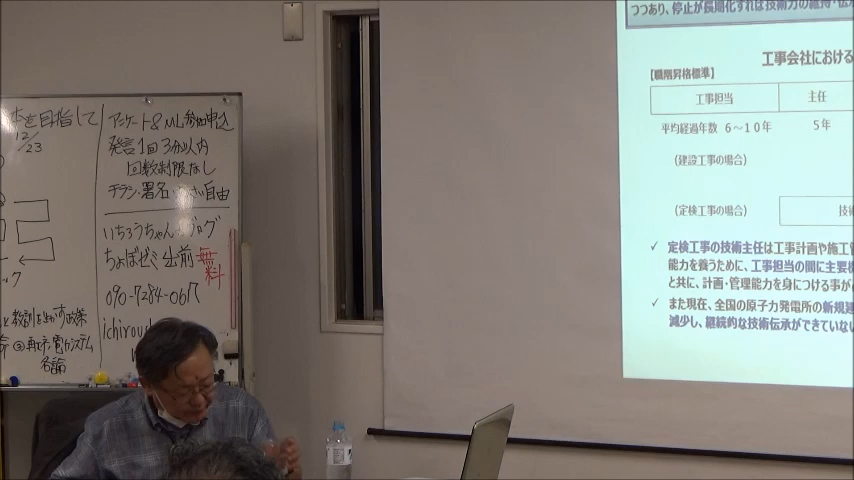 本を目指して
12/23
アンケート&ML参加申込
発言1回3分以内
回数制限なし
チラシ・署名
自由
いちろうちゃんのブログ
ちょぼゼミ出前無料
090-7284-0617
ichirou
つつあり、停止が長期化すれば技術力の維持・伝
工事会社における
【職階昇格標準】
工事担当
主任
平均経過年数 6～10年
5年
(建設工事の場合)
(定検工事の場合)
技術
✓ 定検工事の技術主任は工事計画や施工管
能力を養うために、工事担当の間に主要機
と共に、計画・管理能力を身につける事が
✓ また現在、全国の原子力発電所の新規建
減少し、継続的な技術伝承ができていない